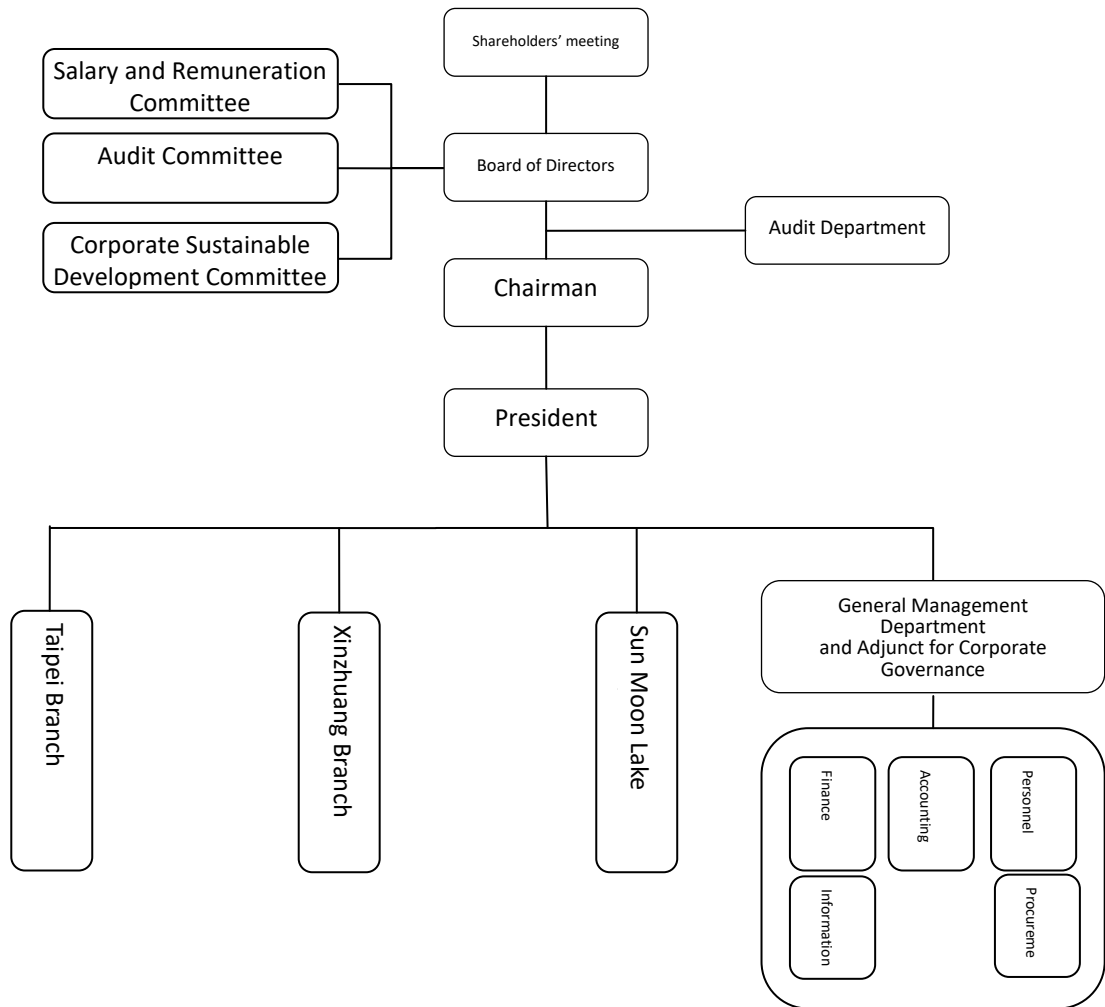 Shareholders’ meeting
Salary and Remuneration
Committee
Audit Committee
Board of Directors
Audit Department
Corporate Sustainable
Development Committee
Chairman
President
Taipei Branch
Xinzhuang Branch
Sun Moon Lake
General Management
Department
and Adjunct for Corporate
Governance
Finance
Accounting
Personnel
Information
Procureme